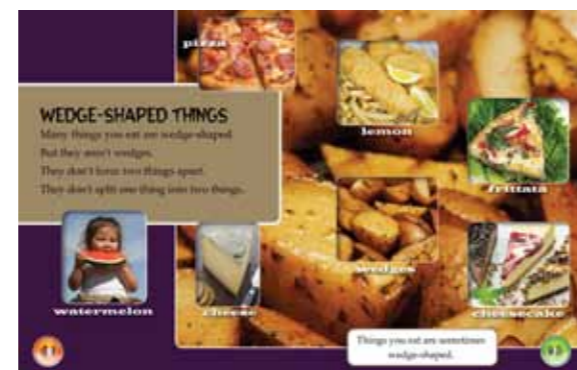 pizza
lemon
WEDGE-SHAPED THINGS
Many things you eat are wedge-shaped.
But they aren't wedges.
They don't force two things apart.
They don't split one thing into two things.
frittata
wedges
watermelon
cheese
cheesecake
Things you eat are sometimes
wedge-shaped.